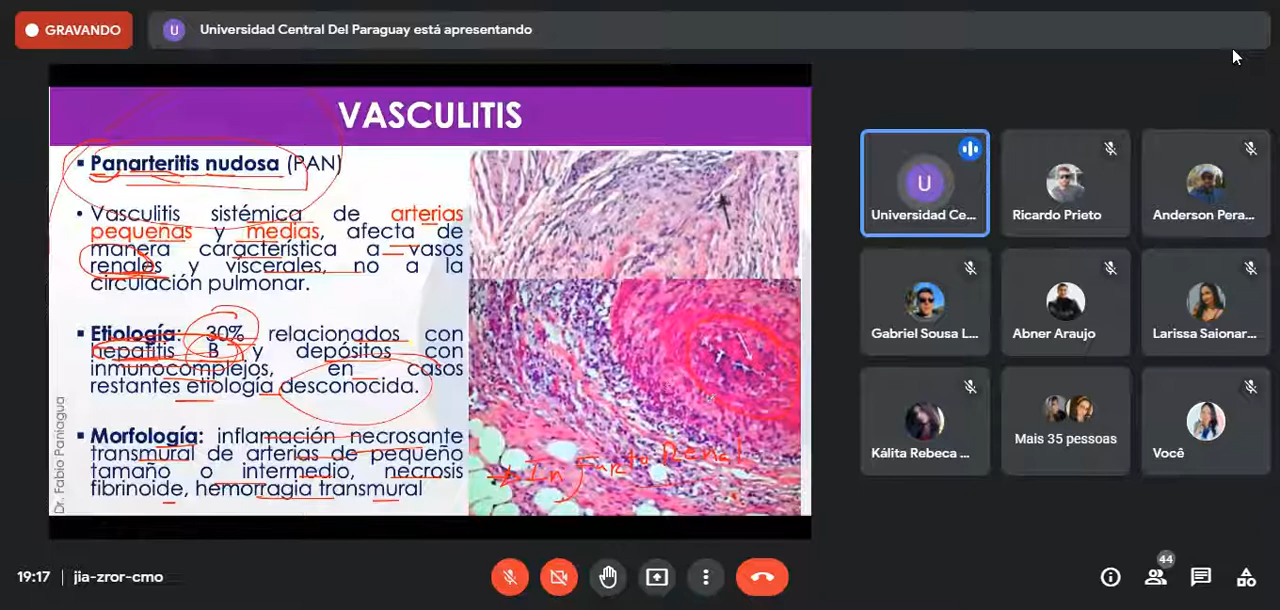 GRAVANDO
U
Universidad Central Del Paraguay está apresentando
VASCULITIS
▪ Panarteritis nudosa (PAN)
• Vasculitis sistémica de arterias
pequeñas y medias, afecta de
manera característica a vasos
renales y víscerales, no a la
circulación pulmonar.
▪ Etiología: 30% relacionados con
hepatitis B y depósitos con
inmunocomplejos, en casos
restantes etiología desconocida.
▪ Morfología: inflamación necrosante
transmural de arterias de pequeño
tamaño o intermedio, necrosis
fibrinoide, hemorragia transmural
Dr. Fabio Paniagua
→ Infarto Renal
U
Universidad Ce...
Ricardo Prieto
Anderson Pera...
Gabriel Sousa L...
Abner Araujo
Larissa Saionar...
Kálita Rebeca ...
Mais 35 pessoas
Você
19:17 | jia-zror-cmo
44